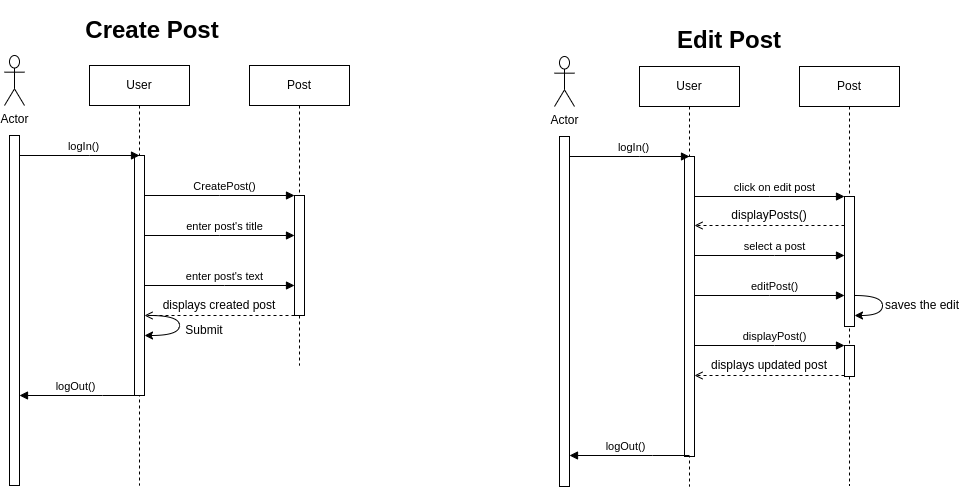 Create Post
User
Post
Actor
logIn()
CreatePost()
enter post's title
enter post's text
displays created post
Submit
logOut()
Edit Post
User
Post
Actor
logIn()
click on edit post
displayPosts()
select a post
editPost()
saves the edit
displayPost()
displays updated post
logOut()